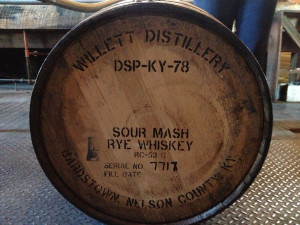 WILLETT DISTILLERY
DSP-KY-78
SOUR MASH
RYE WHISKEY
SERIAL NO. 7717
FILL DATE
BARDSTOWN, NELSON COUNTY, KY.